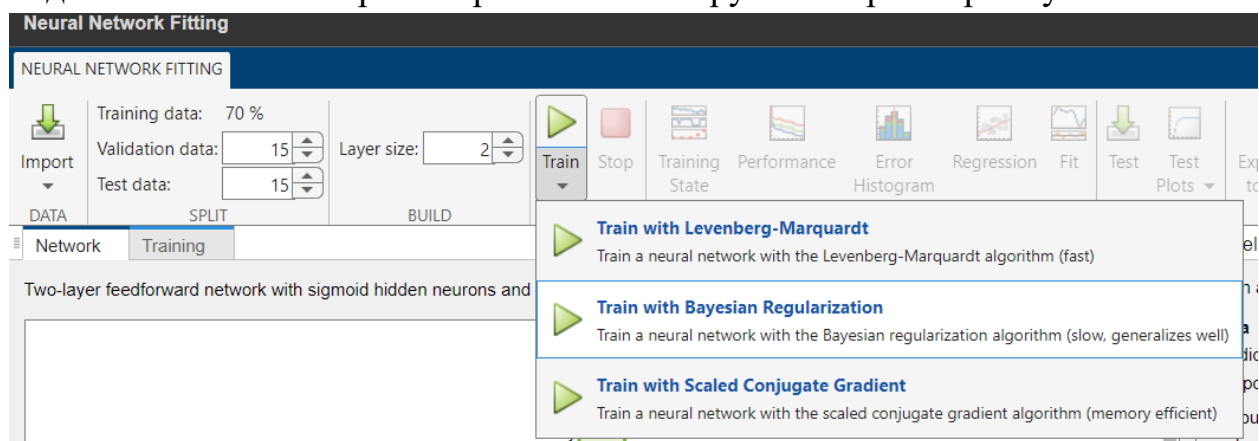 Neural Network Fitting
NEURAL NETWORK FITTING
Training data: 70 %
Validation data: 15
Test data: 15
Layer size: 2
Import
Train
Stop
Training State
Performance
Error Histogram
Regression
Fit
Test
Test Plots
DATA
SPLIT
BUILD
Network
Training
Two-layer feedforward network with sigmoid hidden neurons and
Train with Levenberg-Marquardt
Train a neural network with the Levenberg-Marquardt algorithm (fast)
Train with Bayesian Regularization
Train a neural network with the Bayesian regularization algorithm (slow, generalizes well)
Train with Scaled Conjugate Gradient
Train a neural network with the scaled conjugate gradient algorithm (memory efficient)